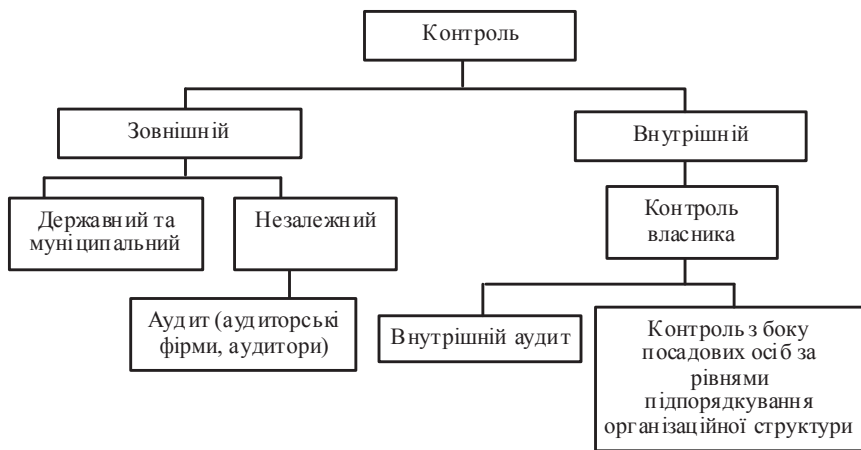 Контроль
Зовнішній
Внутрішній
Державний та
муніципальний
Незалежний
Контроль
власника
Аудит (аудиторські
фірми, аудитори)
Внутрішній аудит
Контроль з боку
посадових осіб за
рівнями
підпорядкування
організаційної структури